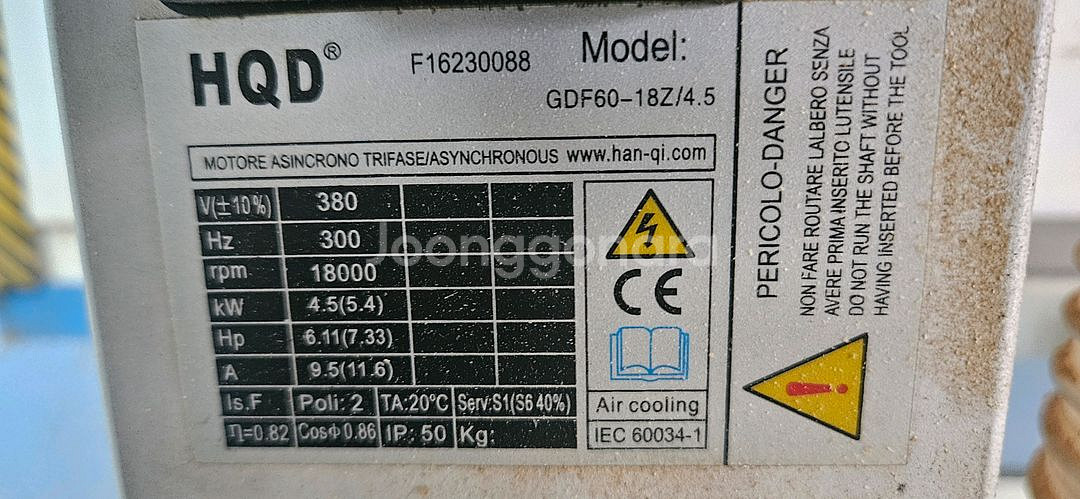 HQD® F16230088 Model:
GDF60-18Z/4.5
MOTORE ASINCRONO TRIFASE/ASYNCHRONOUS www.han-qi.com
V(±10%) 380
Hz 300
rpm 18000
kW 4.5(5.4)
Hp 6.11(7.33)
A 9.5(11.6)
Is.F Poli: 2 TA:20°C Serv:S1(S6 40%)
η=0.82 CosΦ0.86 IP: 50 Kg:
CE
Air cooling
IEC 60034-1
PERICOLO-DANGER
NON FARE ROUTARE LALBERO SENZA
AVERE PRIMA INSERITO LUTENSILE
DO NOT RUN THE SHAFT WITHOUT
HAVING INSERTED BEFORE THE TOOL
Joonggonara